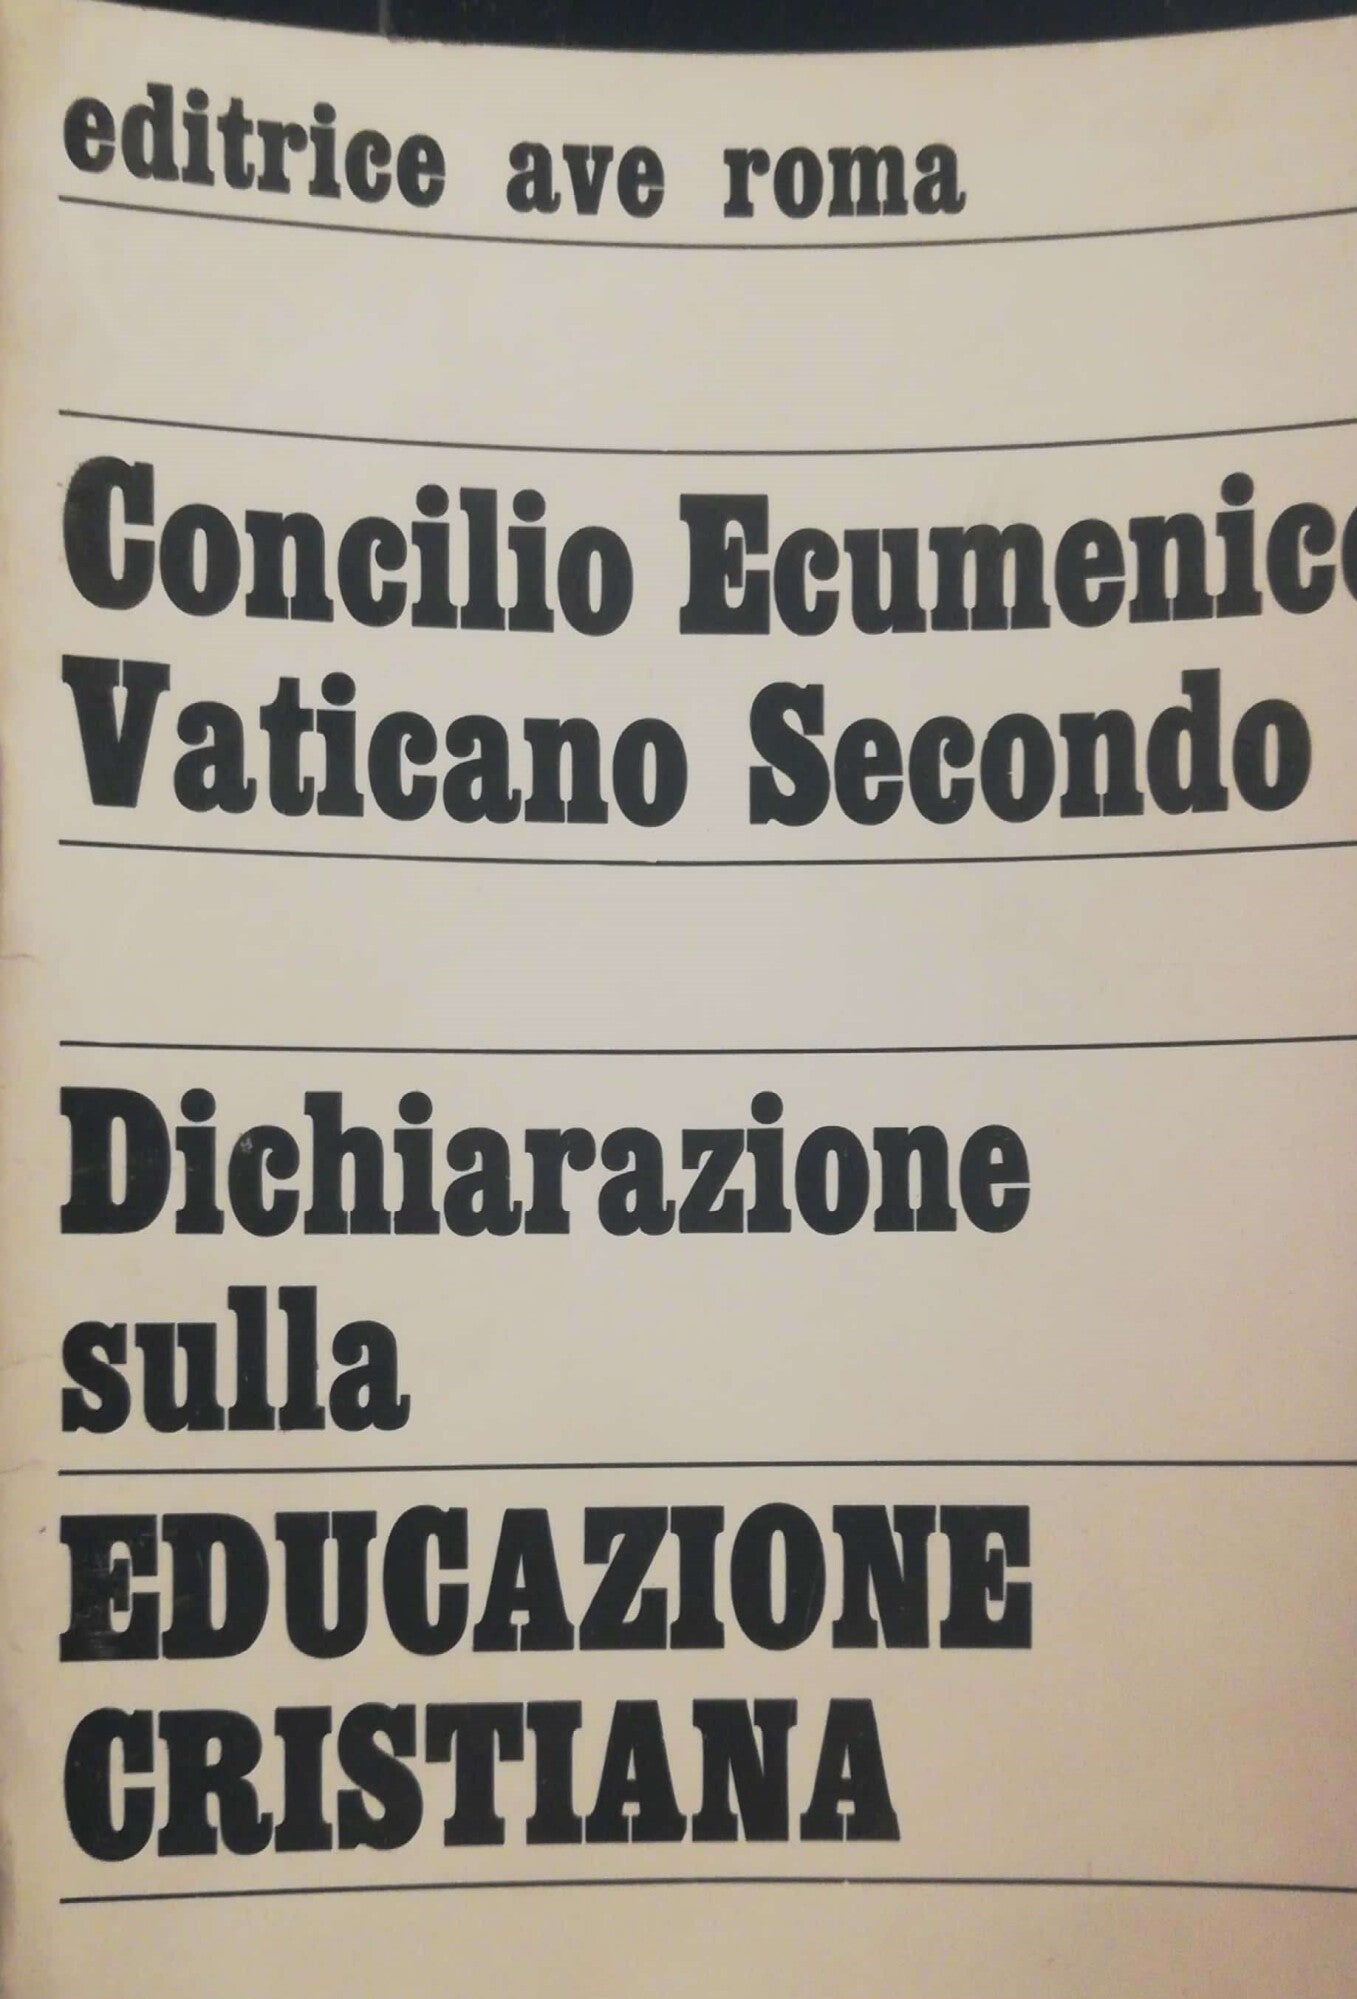 editrice ave roma
Concilio Ecumenico
Vaticano Secondo
Dichiarazione
sulla
EDUCAZIONE
CRISTIANA